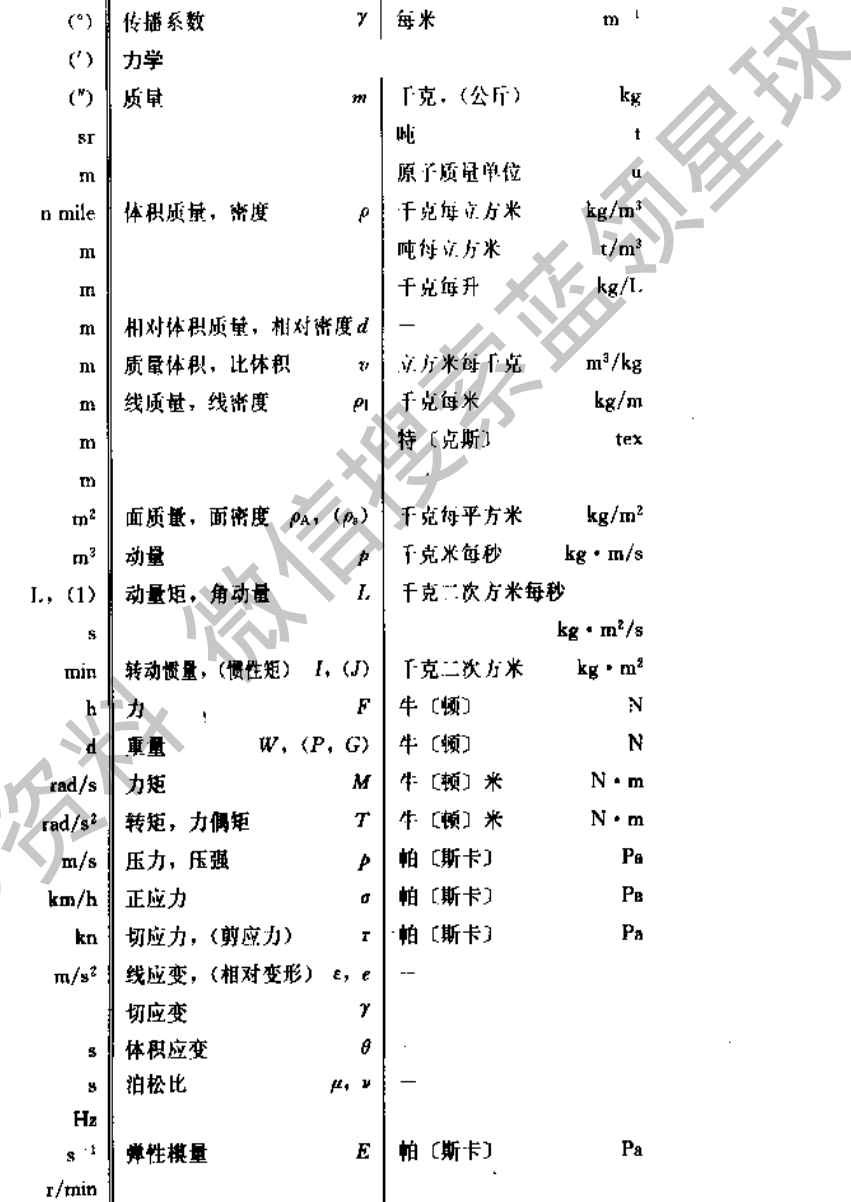 (°) 传播系数 γ 每米 m⁻¹
(′) 力学
(″) 质量 m 千克,(公斤) kg
sr 吨 t
m 原子质量单位 u
n mile 体积质量,密度 ρ 千克每立方米 kg/m³
m 吨每立方米 t/m³
m 千克每升 kg/L
m 相对体积质量,相对密度 d —
m 质量体积,比体积 v 立方米每千克 m³/kg
m 线质量,线密度 ρl 千克每米 kg/m
m 特〔克斯〕 tex
m
m² 面质量,面密度 ρA,(ρs) 千克每平方米 kg/m²
m³ 动量 p 千克米每秒 kg·m/s
L,(l) 动量矩,角动量 L 千克二次方米每秒
s kg·m²/s
min 转动惯量,(惯性矩) I,(J) 千克二次方米 kg·m²
h 力 F 牛〔顿〕 N
d 重量 W,(P,G) 牛〔顿〕 N
rad/s 力矩 M 牛〔顿〕米 N·m
rad/s² 转矩,力偶矩 T 牛〔顿〕米 N·m
m/s 压力,压强 p 帕〔斯卡〕 Pa
km/h 正应力 σ 帕〔斯卡〕 Pa
kn 切应力,(剪应力) τ 帕〔斯卡〕 Pa
m/s² 线应变,(相对变形) ε,e —
切应变 γ
s 体积应变 θ
s 泊松比 μ,ν —
Hz
s⁻¹ 弹性模量 E 帕〔斯卡〕 Pa
r/min
资料 微信搜索蓝领星球